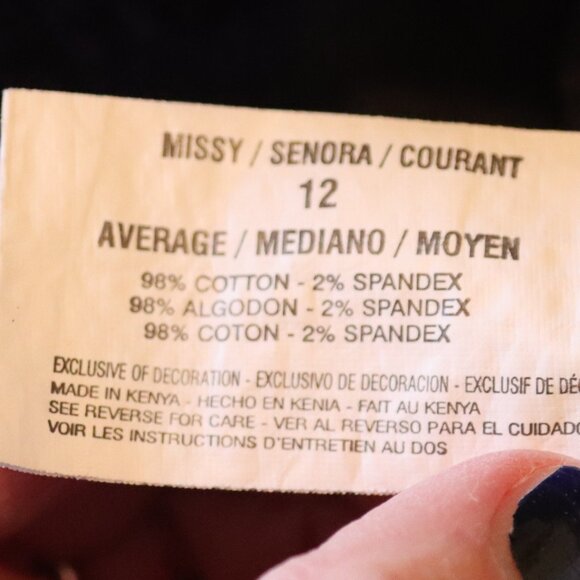 MISSY / SENORA / COURANT
12
AVERAGE / MEDIANO / MOYEN
98% COTTON - 2% SPANDEX
98% ALGODON - 2% SPANDEX
98% COTON - 2% SPANDEX
EXCLUSIVE OF DECORATION - EXCLUSIVO DE DECORACION - EXCLUSIF DE DÉC
MADE IN KENYA - HECHO EN KENIA - FAIT AU KENYA
SEE REVERSE FOR CARE - VER AL REVERSO PARA EL CUIDADO
VOIR LES INSTRUCTIONS D'ENTRETIEN AU DOS